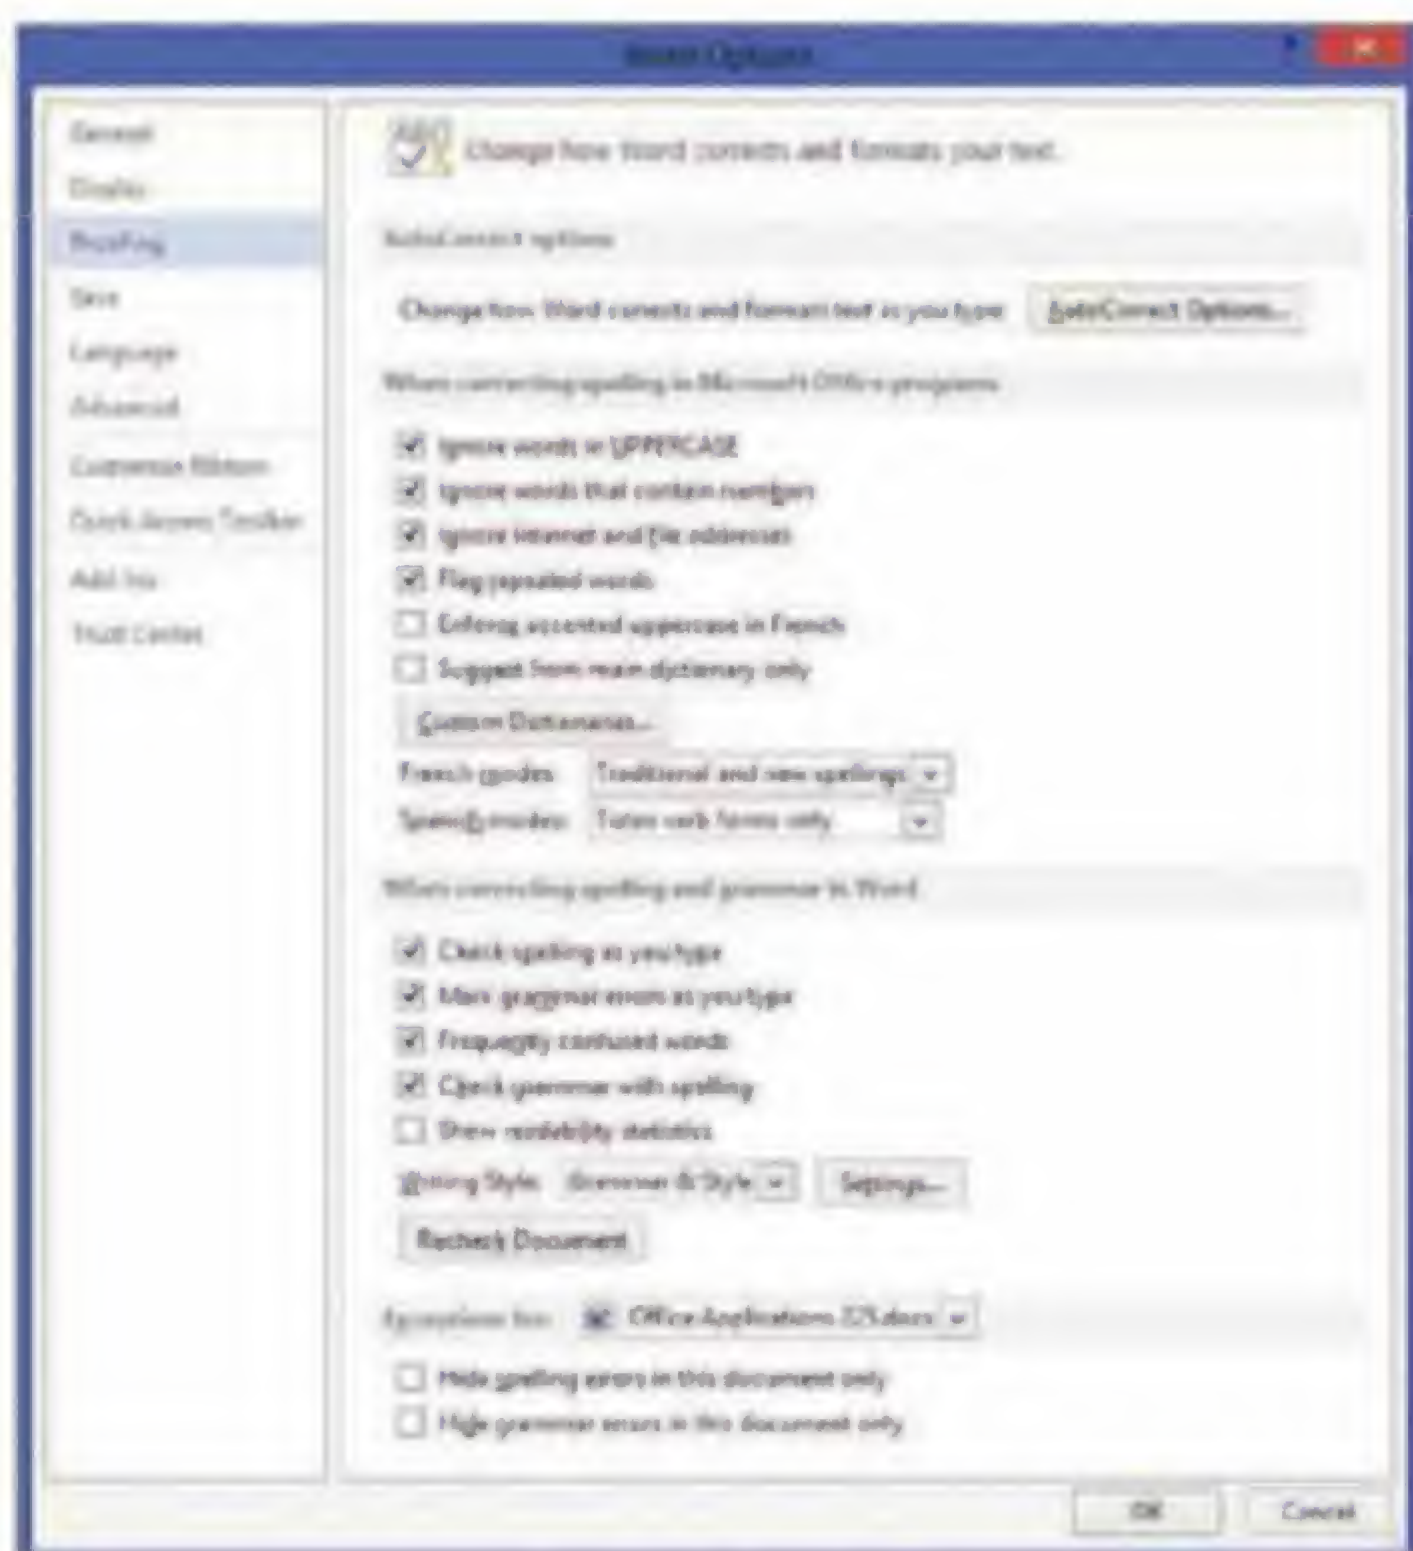 Word Options
General
Display
Proofing
Save
Language
Advanced
Customize Ribbon
Quick Access Toolbar
Add-Ins
Trust Center
Change how Word corrects and formats your text.
AutoCorrect options
Change how Word corrects and formats text as you type: AutoCorrect Options...
When correcting spelling in Microsoft Office programs
Ignore words in UPPERCASE
Ignore words that contain numbers
Ignore Internet and file addresses
Flag repeated words
Enforce accented uppercase in French
Suggest from main dictionary only
Custom Dictionaries...
French modes: Traditional and new spellings
Spanish modes: Tuteo verb forms only
When correcting spelling and grammar in Word
Check spelling as you type
Mark grammar errors as you type
Frequently confused words
Check grammar with spelling
Show readability statistics
Writing Style: Grammar & Style Settings...
Recheck Document
Exceptions for: Office Applications.docx
Hide spelling errors in this document only
Hide grammar errors in this document only
OK Cancel